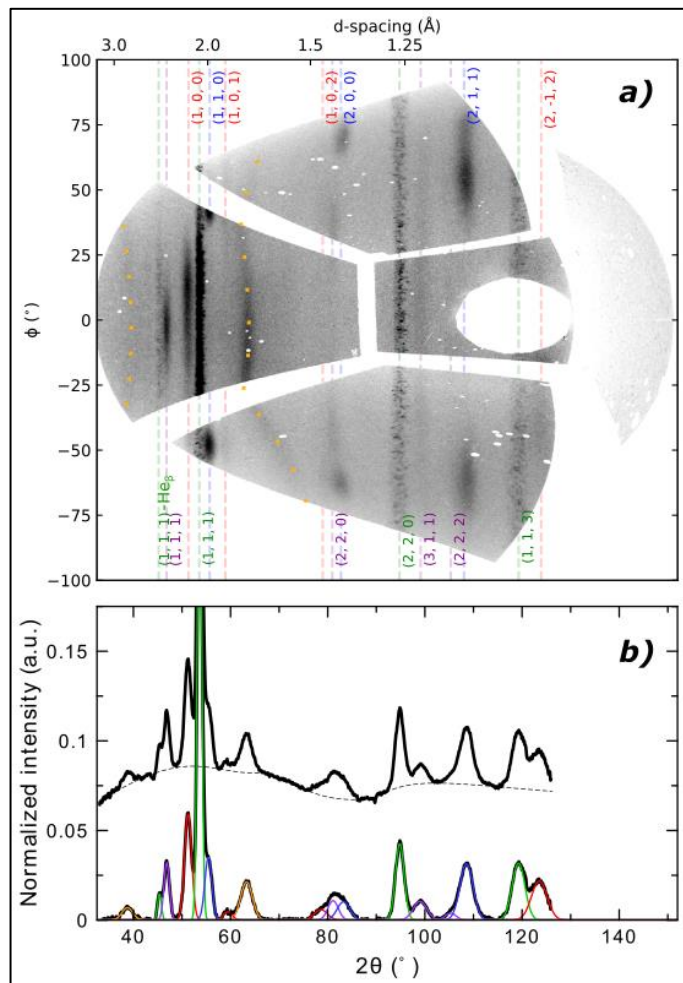 d-spacing (Å)
3.0 2.0 1.5 1.25
a)
100
75
50
25
0
−25
−50
−75
−100
ϕ (°)
(1, 0, 0)
(1, 1, 0)
(1, 0, 1)
(1, 0, 2)
(2, 0, 0)
(2, 1, 1)
(2, -1, 2)
(1, 1, 1)-Heβ
(1, 1, 1)
(1, 1, 1)
(2, 2, 0)
(2, 2, 0)
(3, 1, 1)
(2, 2, 2)
(1, 1, 3)
b)
Normalized intensity (a.u.)
0.15
0.1
0.05
0
40 60 80 100 120 140
2θ (°)